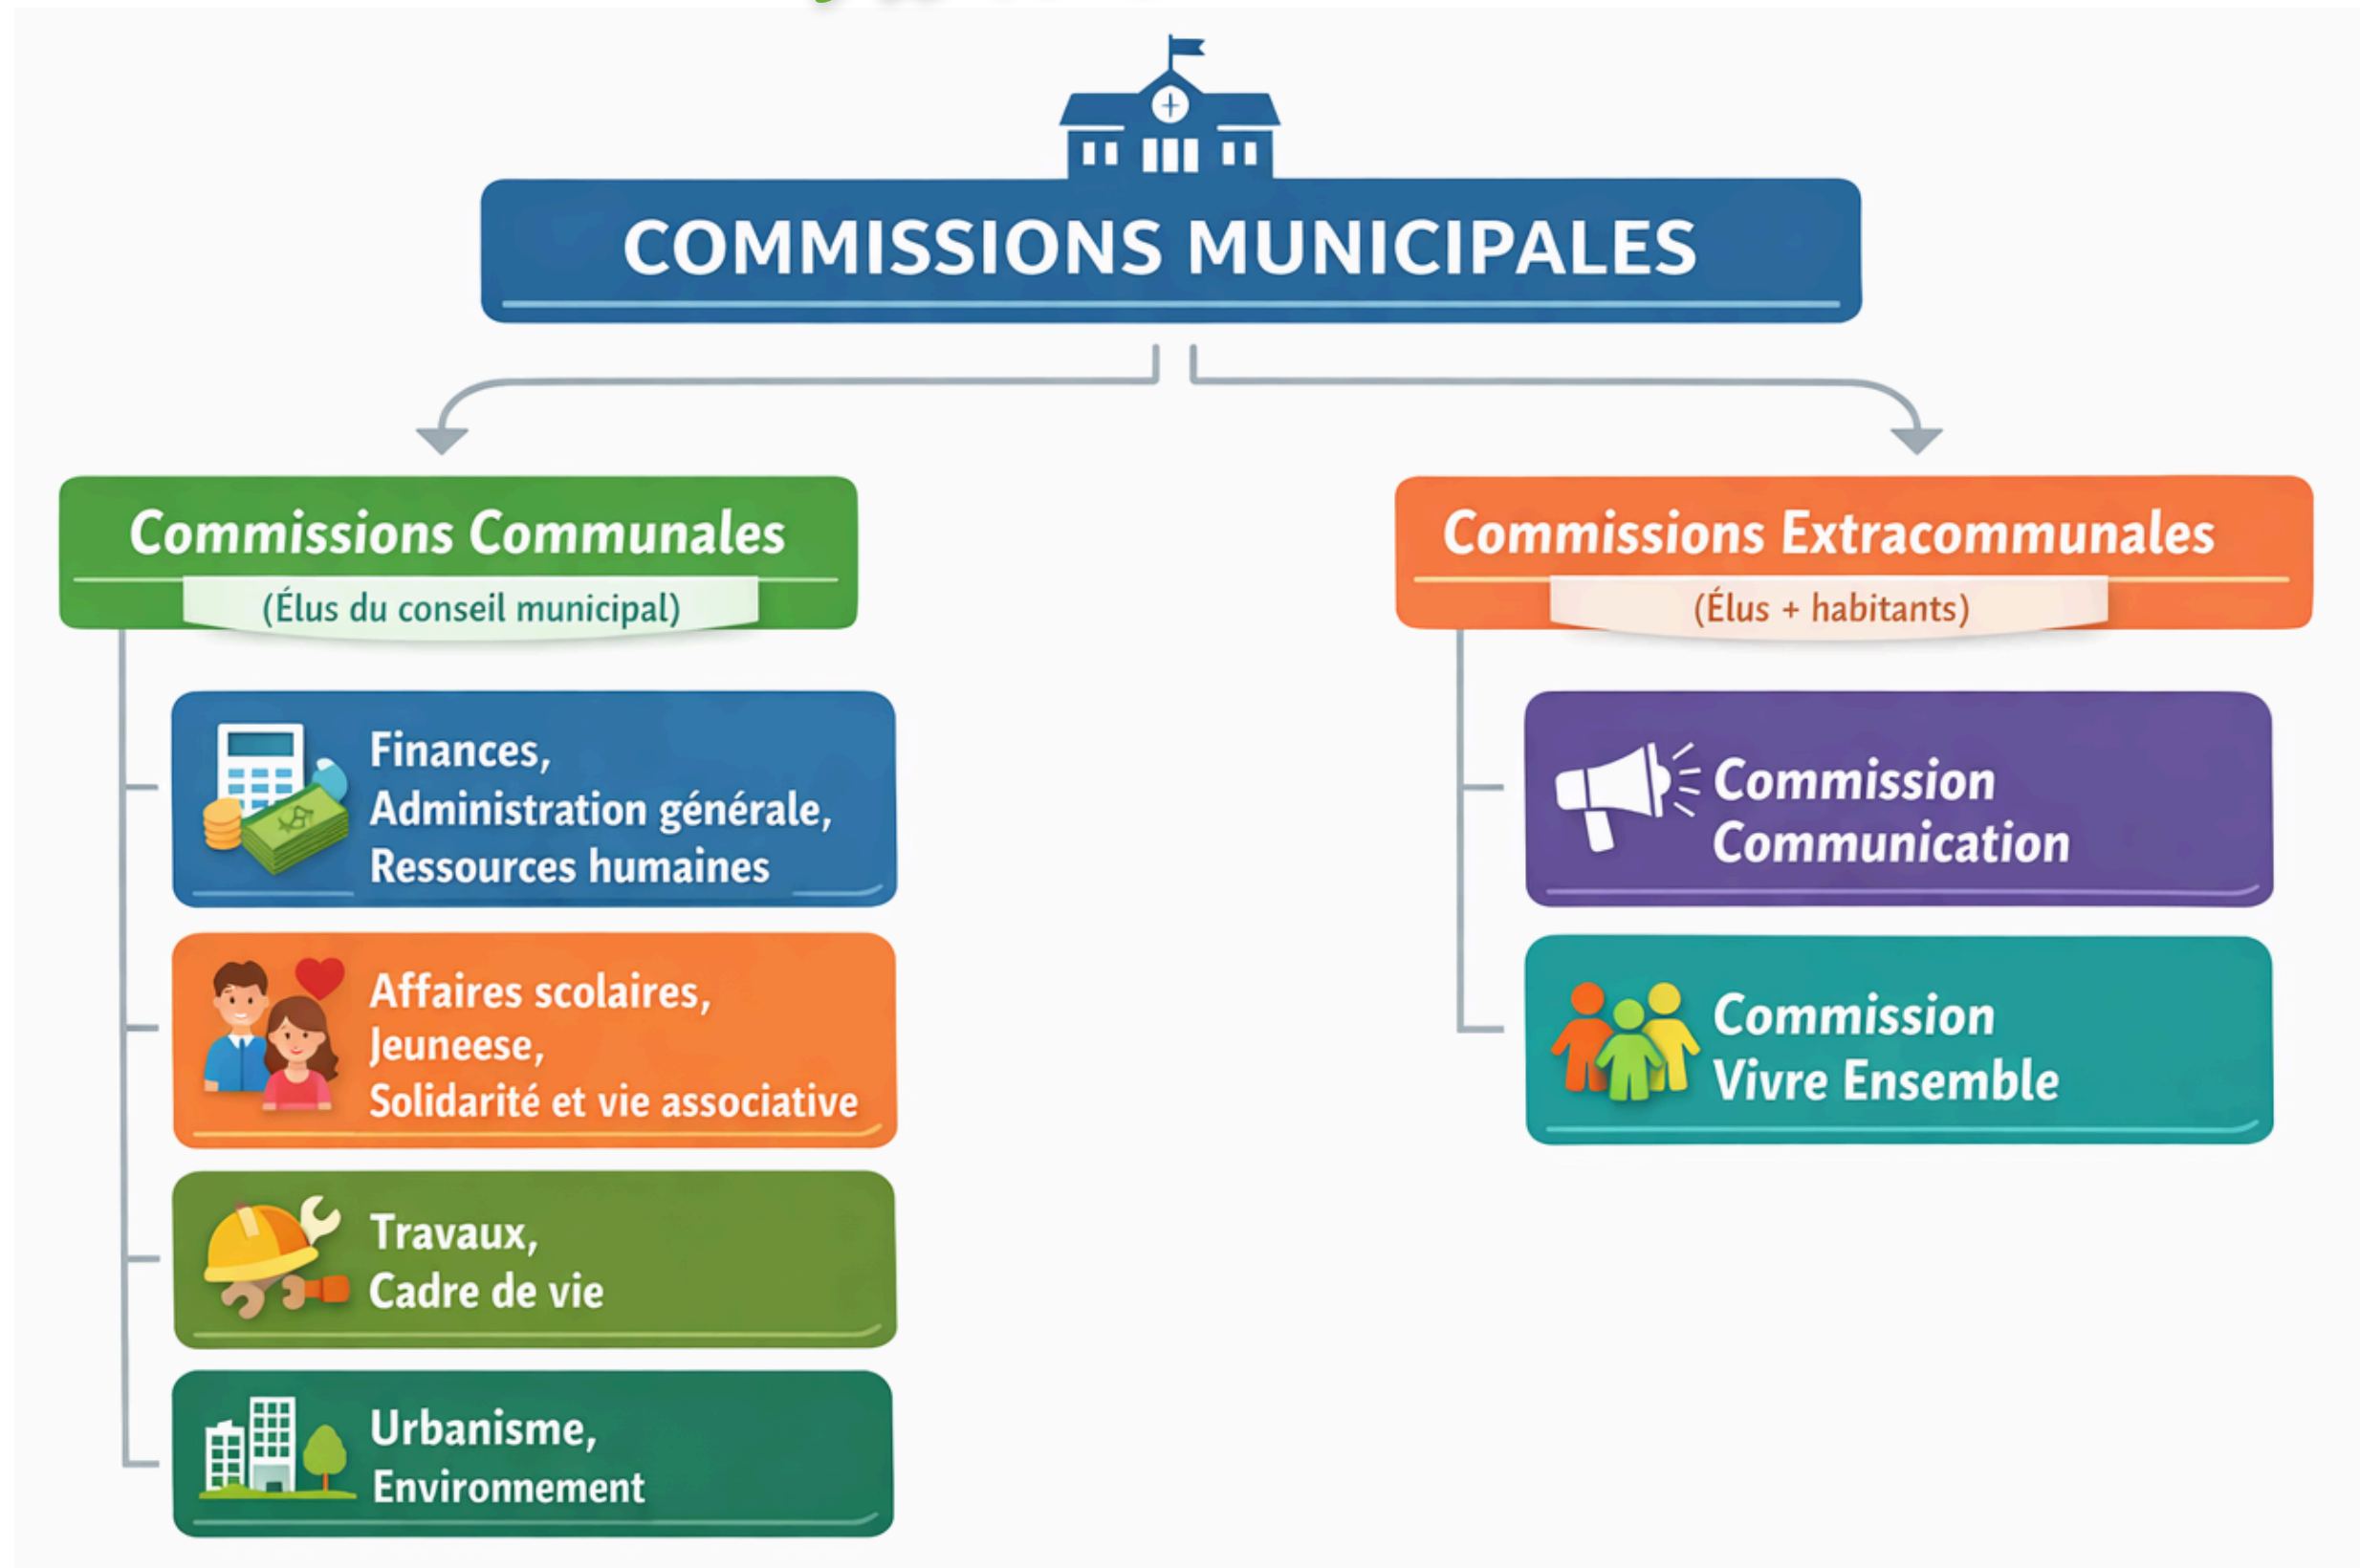 COMMISSIONS MUNICIPALES
Commissions Communales
(Élus du conseil municipal)
Finances,
Administration générale,
Ressources humaines
Affaires scolaires,
Jeuneese,
Solidarité et vie associative
Travaux,
Cadre de vie
Urbanisme,
Environnement
Commissions Extracommunales
(Élus + habitants)
Commission
Communication
Commission
Vivre Ensemble